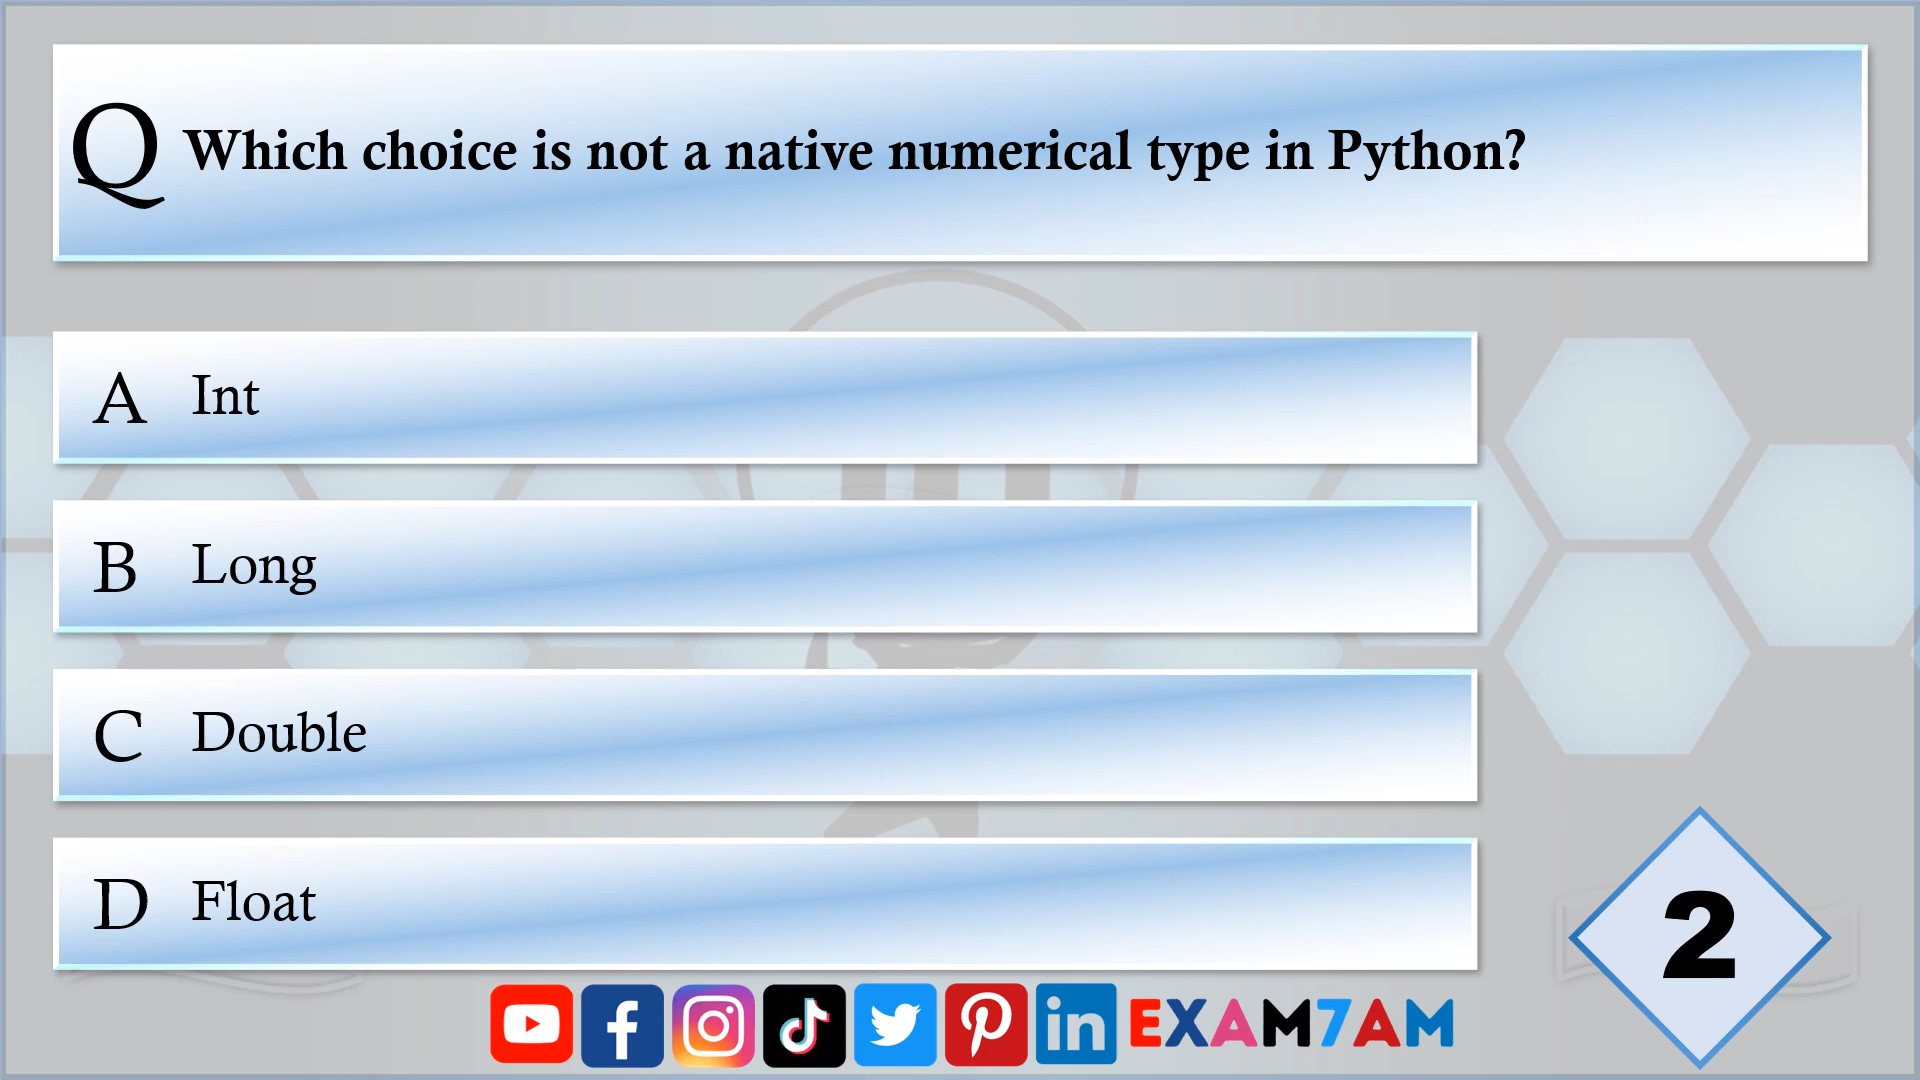 Q Which choice is not a native numerical type in Python?
A Int
B Long
C Double
D Float
2
EXAM7AM